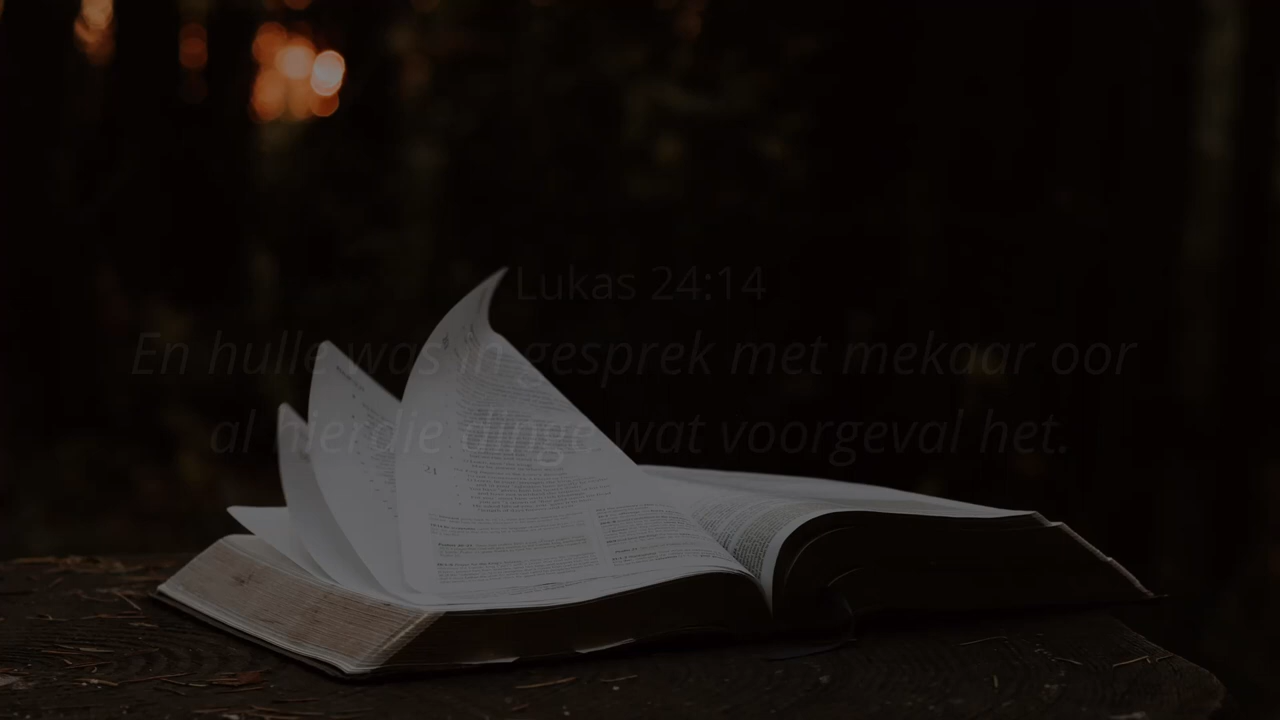 Lukas 24:14
En hulle was in gesprek met mekaar oor
al hierdie dinge wat voorgeval het.